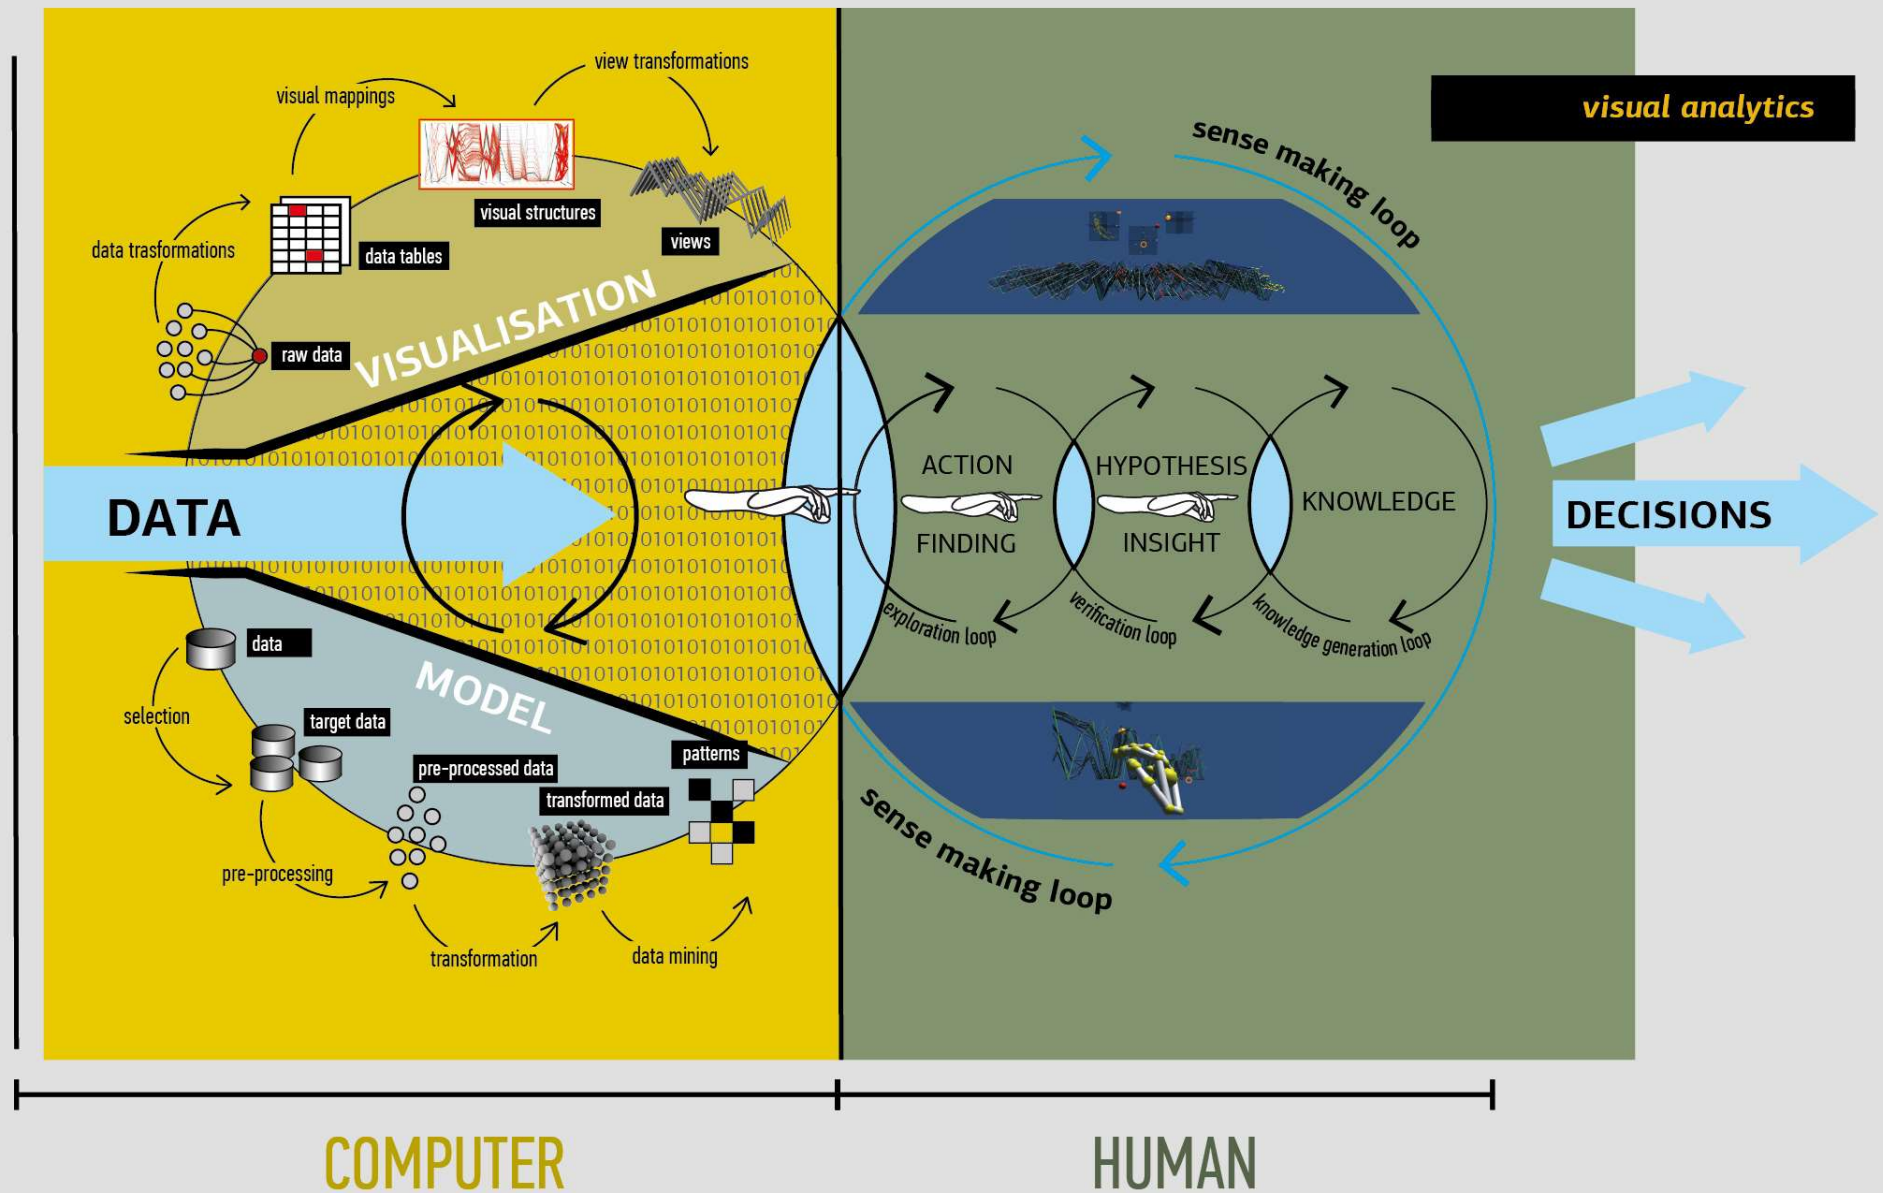 visual analytics
view transformations
visual mappings
visual structures
views
data trasformations
data tables
raw data
VISUALISATION
sense making loop
DATA
ACTION
FINDING
HYPOTHESIS
INSIGHT
KNOWLEDGE
DECISIONS
exploration loop
verification loop
knowledge generation loop
MODEL
data
selection
target data
pre-processed data
transformed data
patterns
pre-processing
transformation
data mining
sense making loop
COMPUTER
HUMAN